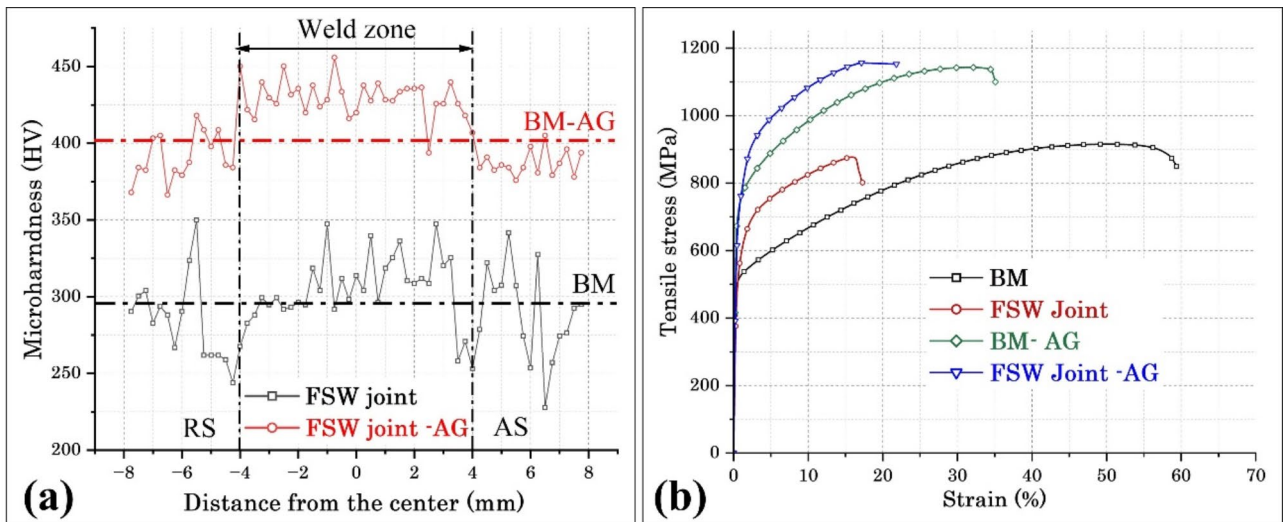 Weld zone
450
400
350
300
250
200
BM-AG
BM
FSW joint
FSW joint -AG
RS
AS
−8 −6 −4 −2 0 2 4 6 8
Microharndness (HV)
Distance from the center (mm)
(a)
1200
1000
800
600
400
200
0
BM
FSW Joint
BM- AG
FSW Joint -AG
0 10 20 30 40 50 60 70
Tensile stress (MPa)
Strain (%)
(b)